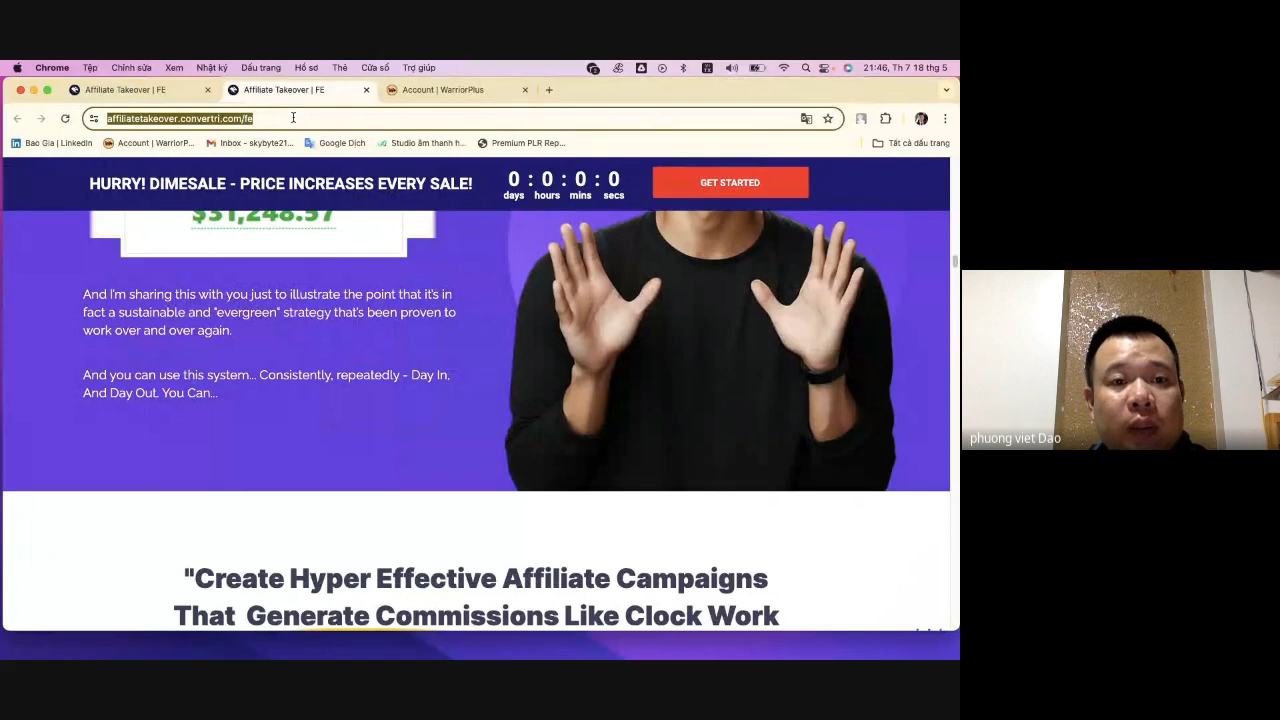 Chrome Tệp Chỉnh sửa Xem Nhật ký Dấu trang Hồ sơ Thẻ Cửa sổ Trợ giúp 21:46, Th 7 18 thg 5
Affiliate Takeover | FE Affiliate Takeover | FE Account | WarriorPlus
affiliatetakeover.convertri.com/fe
Bao Gia | LinkedIn Account | WarriorP... Inbox - skybyte21... Google Dịch Studio âm thanh h... Premium PLR Rep... Tất cả dấu trang
HURRY! DIMESALE - PRICE INCREASES EVERY SALE!
0 : 0 : 0 : 0
days hours mins secs
GET STARTED
$31,248.57
And I'm sharing this with you just to illustrate the point that it's in
fact a sustainable and "evergreen" strategy that's been proven to
work over and over again.
And you can use this system... Consistently, repeatedly - Day In,
And Day Out. You Can...
"Create Hyper Effective Affiliate Campaigns
That Generate Commissions Like Clock Work
phuong viet Dao